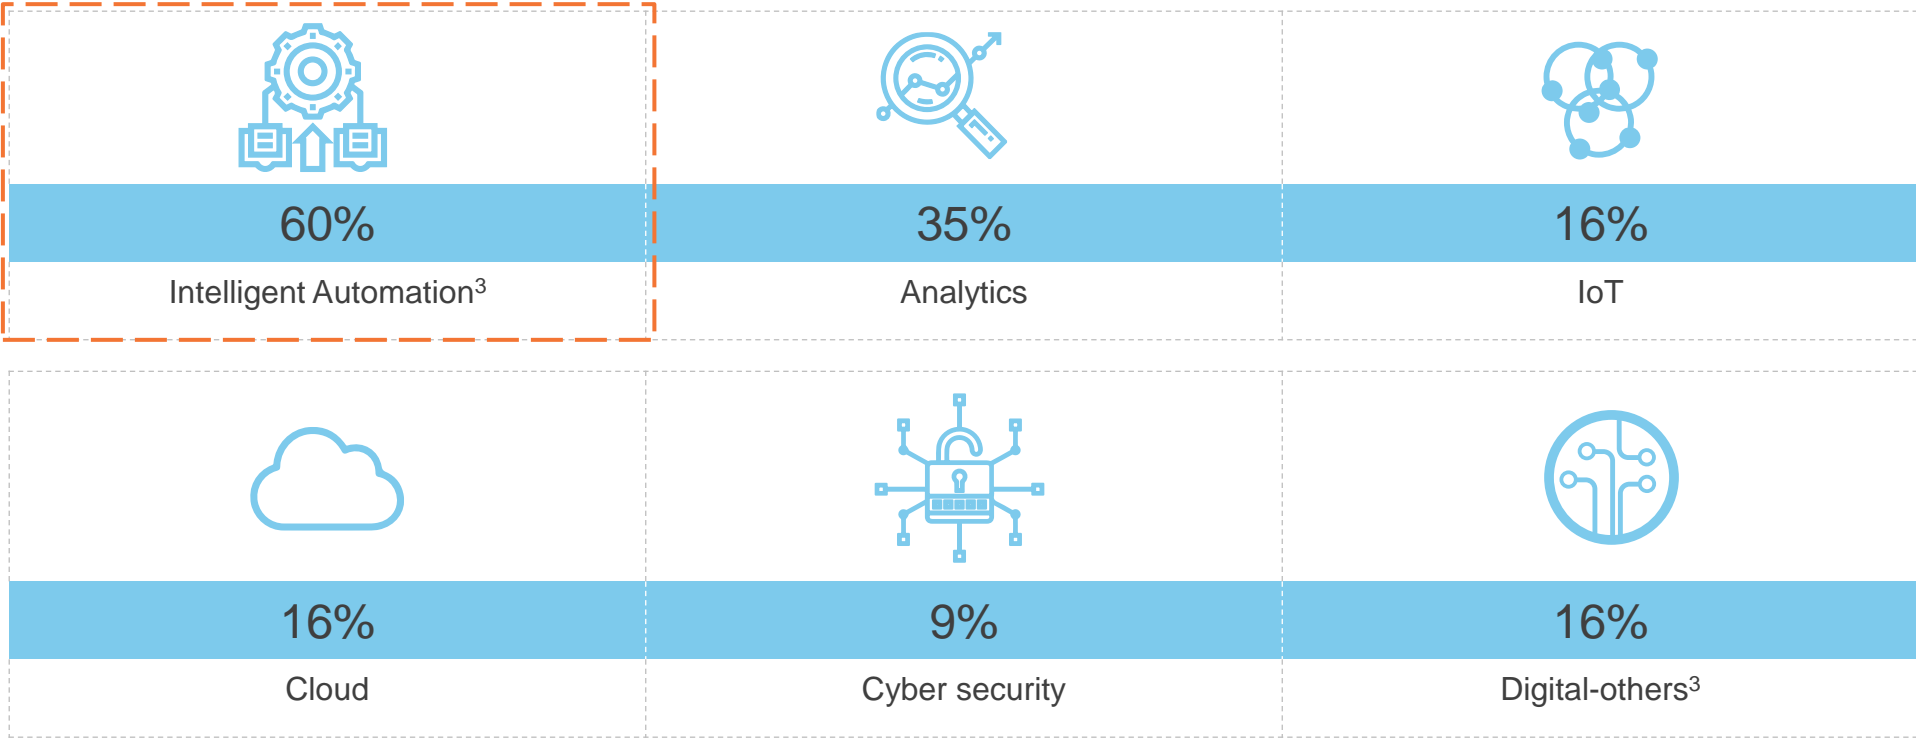 60%
35%
16%
Intelligent Automation³
Analytics
IoT
16%
9%
16%
Cloud
Cyber security
Digital-others³